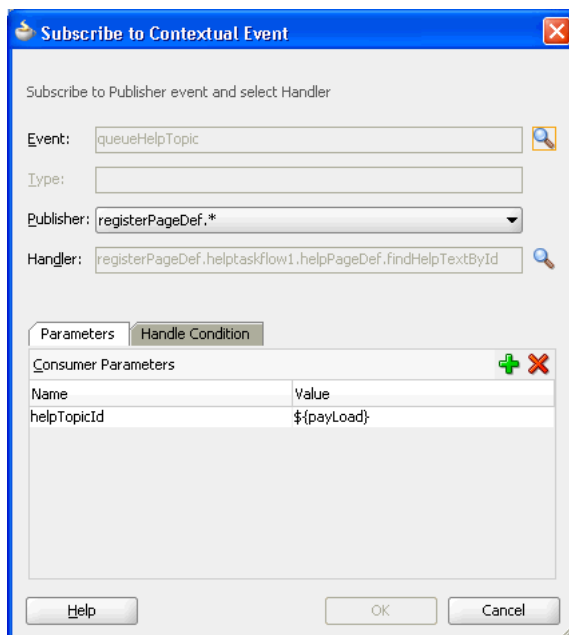 Subscribe to Contextual Event
Subscribe to Publisher event and select Handler
Event: queueHelpTopic
Type:
Publisher: registerPageDef.*
Handler: registerPageDef.helptaskflow1.helpPageDef.findHelpTextById
Parameters Handle Condition
Consumer Parameters
Name Value
helpTopicId ${payLoad}
Help OK Cancel